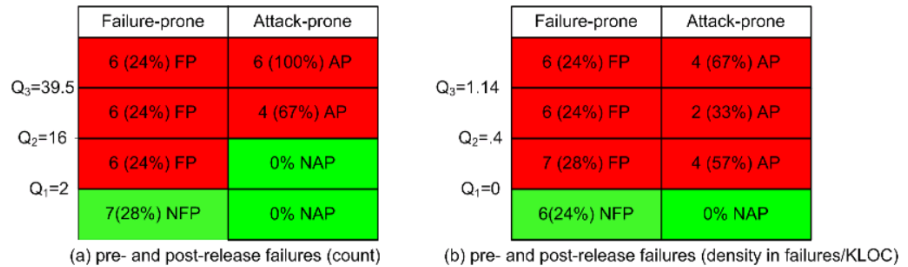 Failure-prone Attack-prone
6 (24%) FP 6 (100%) AP
Q3=39.5
6 (24%) FP 4 (67%) AP
Q2=16
6 (24%) FP 0% NAP
Q1=2
7(28%) NFP 0% NAP
(a) pre- and post-release failures (count)
Failure-prone Attack-prone
6 (24%) FP 4 (67%) AP
Q3=1.14
6 (24%) FP 2 (33%) AP
Q2=.4
7 (28%) FP 4 (57%) AP
Q1=0
6(24%) NFP 0% NAP
(b) pre- and post-release failures (density in failures/KLOC)